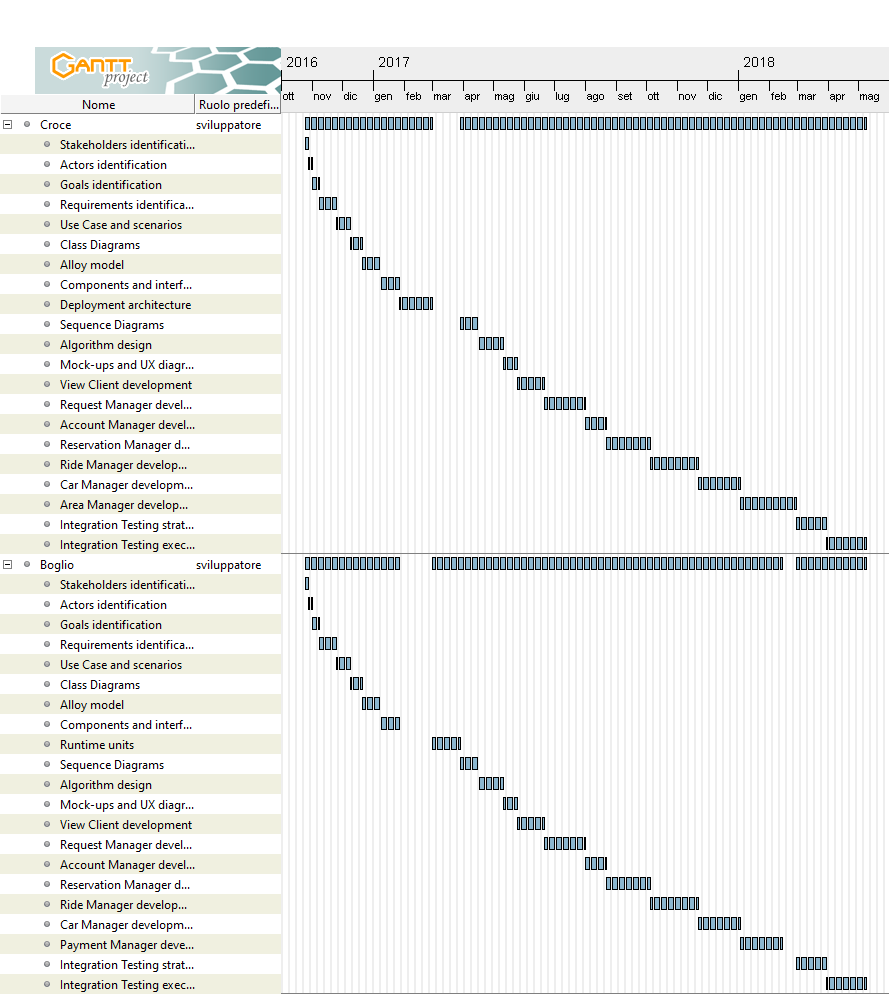 GANTT
project
2016 2017 2018
Nome Ruolo predefi... ott nov dic gen feb mar apr mag giu lug ago set ott nov dic gen feb mar apr mag
Croce sviluppatore
Stakeholders identificati...
Actors identification
Goals identification
Requirements identifica...
Use Case and scenarios
Class Diagrams
Alloy model
Components and interf...
Deployment architecture
Sequence Diagrams
Algorithm design
Mock-ups and UX diagr...
View Client development
Request Manager devel...
Account Manager devel...
Reservation Manager d...
Ride Manager develop...
Car Manager developm...
Area Manager develop...
Integration Testing strat...
Integration Testing exec...
Boglio sviluppatore
Stakeholders identificati...
Actors identification
Goals identification
Requirements identifica...
Use Case and scenarios
Class Diagrams
Alloy model
Components and interf...
Runtime units
Sequence Diagrams
Algorithm design
Mock-ups and UX diagr...
View Client development
Request Manager devel...
Account Manager devel...
Reservation Manager d...
Ride Manager develop...
Car Manager developm...
Payment Manager deve...
Integration Testing strat...
Integration Testing exec...